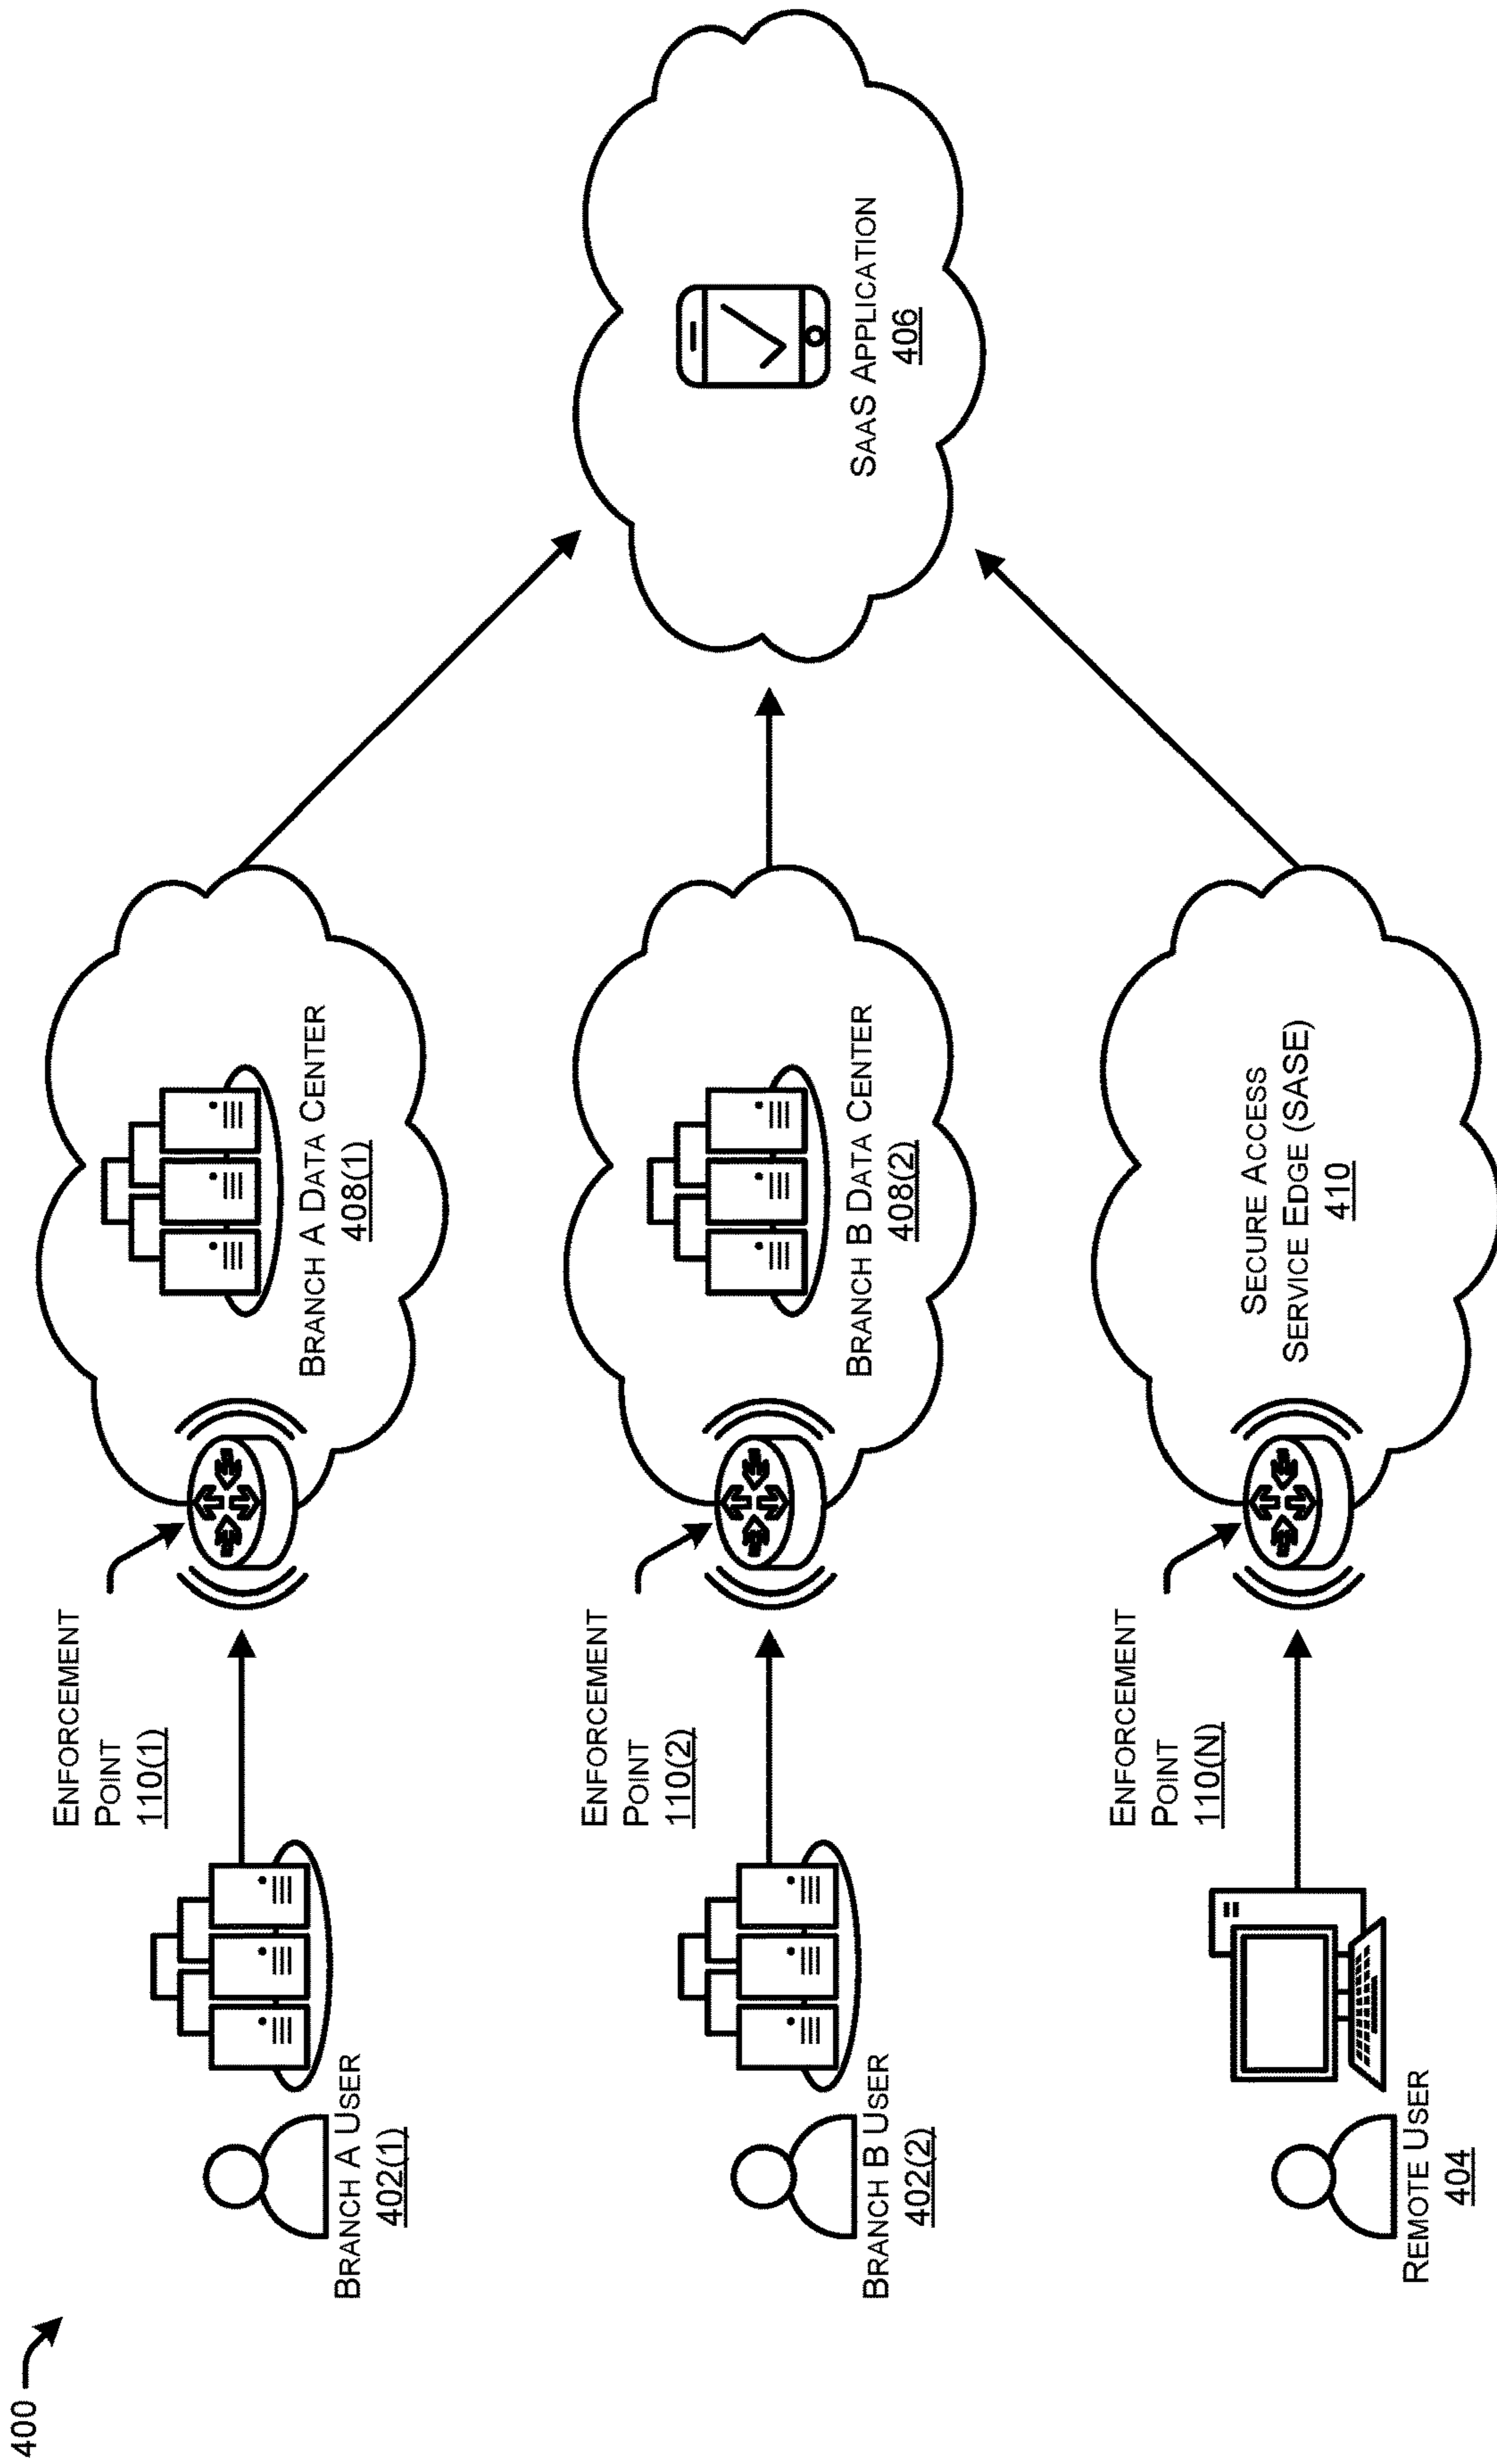 400
ENFORCEMENT
POINT
110(1)
BRANCH A USER
402(1)
BRANCH A DATA CENTER
408(1)
ENFORCEMENT
POINT
110(2)
BRANCH B USER
402(2)
BRANCH B DATA CENTER
408(2)
SAAS APPLICATION
406
ENFORCEMENT
POINT
110(N)
REMOTE USER
404
SECURE ACCESS
SERVICE EDGE (SASE)
410